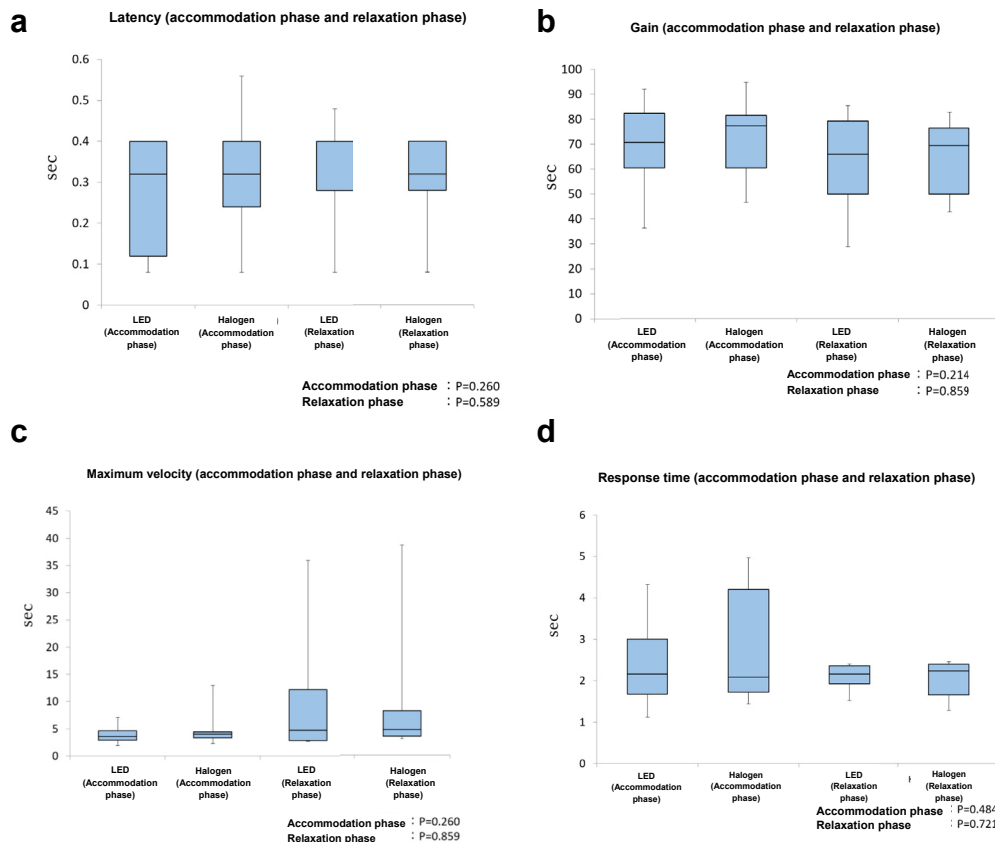 a
Latency (accommodation phase and relaxation phase)
0.6
0.5
0.4
0.3
0.2
0.1
0
sec
LED
(Accommodation
phase)
Halogen
(Accommodation
phase)
LED
(Relaxation
phase)
Halogen
(Relaxation
phase)
Accommodation phase : P=0.260
Relaxation phase : P=0.589
b
Gain (accommodation phase and relaxation phase)
100
90
80
70
60
50
40
30
20
10
0
sec
LED
(Accommodation
phase)
Halogen
(Accommodation
phase)
LED
(Relaxation
phase)
Halogen
(Relaxation
phase)
Accommodation phase : P=0.214
Relaxation phase : P=0.859
c
Maximum velocity (accommodation phase and relaxation phase)
45
40
35
30
25
20
15
10
5
0
sec
LED
(Accommodation
phase)
Halogen
(Accommodation
phase)
LED
(Relaxation
phase)
Halogen
(Relaxation
phase)
Accommodation phase : P=0.260
Relaxation phase : P=0.859
d
Response time (accommodation phase and relaxation phase)
6
5
4
3
2
1
0
sec
LED
(Accommodation
phase)
Halogen
(Accommodation
phase)
LED
(Relaxation
phase)
Halogen
(Relaxation
phase)
Accommodation phase : P=0.484
Relaxation phase : P=0.721